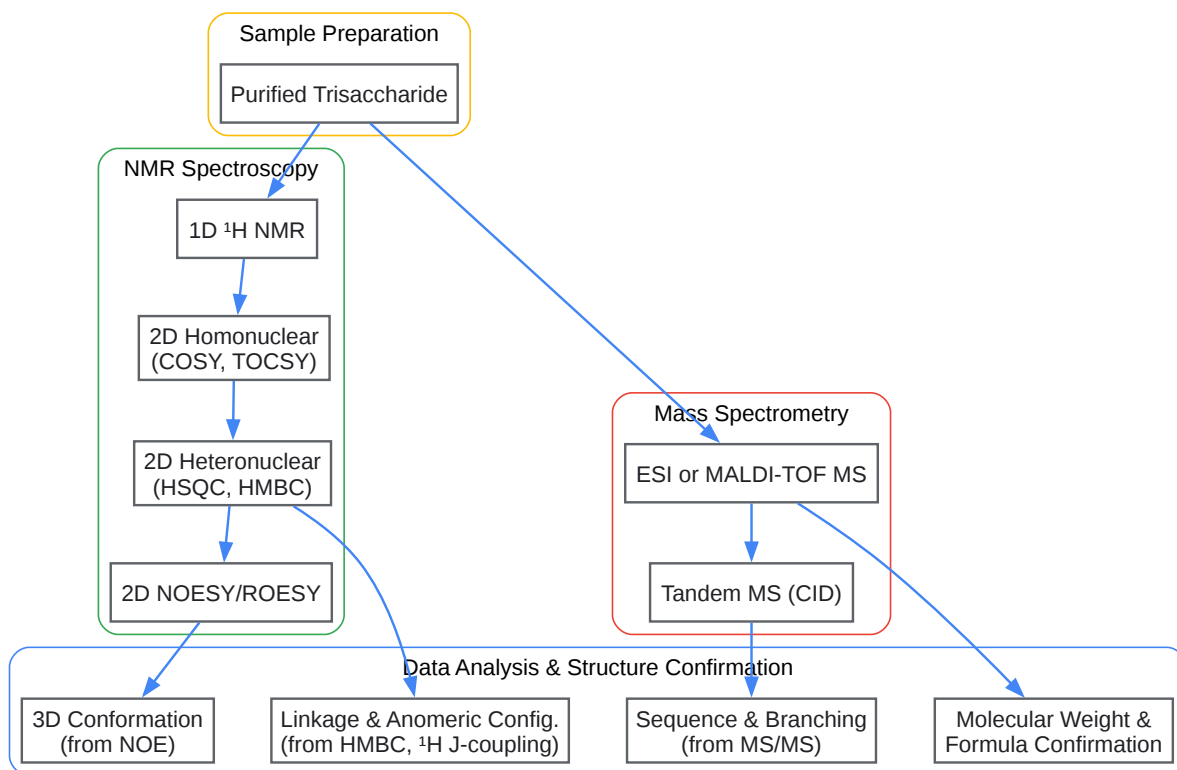 Sample Preparation
Purified Trisaccharide
NMR Spectroscopy
1D ¹H NMR
2D Homonuclear
(COSY, TOCSY)
2D Heteronuclear
(HSQC, HMBC)
2D NOESY/ROESY
Mass Spectrometry
ESI or MALDI-TOF MS
Tandem MS (CID)
Data Analysis & Structure Confirmation
3D Conformation
(from NOE)
Linkage & Anomeric Config.
(from HMBC, ¹H J-coupling)
Sequence & Branching
(from MS/MS)
Molecular Weight &
Formula Confirmation